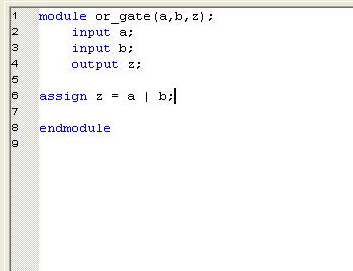 1 module or_gate(a,b,z);
2     input a;
3     input b;
4     output z;
5
6 assign z = a | b;
7
8 endmodule
9